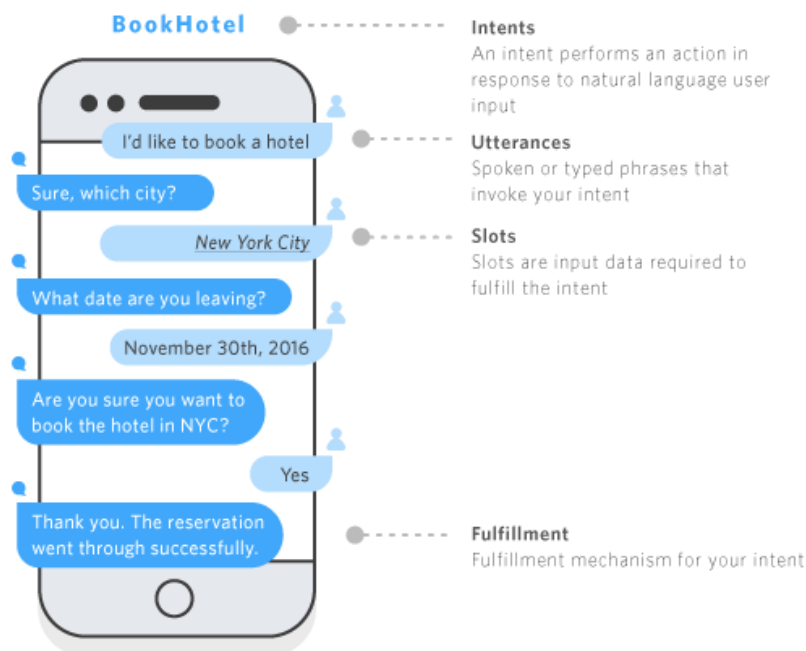 BookHotel
Intents
An intent performs an action in
response to natural language user
input
I'd like to book a hotel
Utterances
Spoken or typed phrases that
invoke your intent
Sure, which city?
New York City
Slots
Slots are input data required to
fulfill the intent
What date are you leaving?
November 30th, 2016
Are you sure you want to
book the hotel in NYC?
Yes
Thank you. The reservation
went through successfully.
Fulfillment
Fulfillment mechanism for your intent